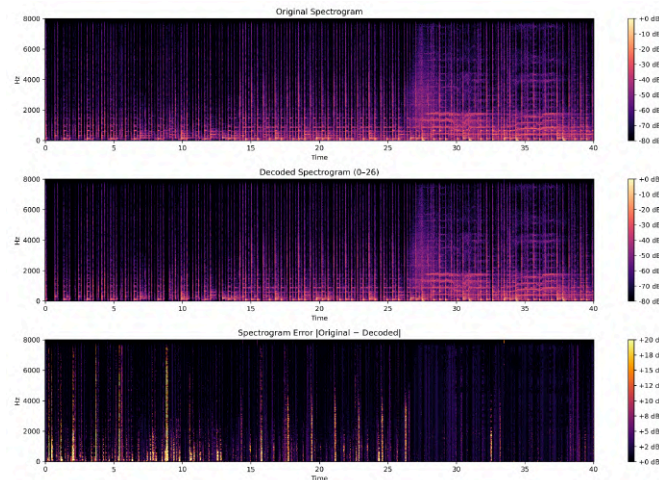 Original Spectrogram
8000
6000
4000
2000
0
Hz
0 5 10 15 20 25 30 35 40
Time
+0 dB
-10 dB
-20 dB
-30 dB
-40 dB
-50 dB
-60 dB
-70 dB
-80 dB
Decoded Spectrogram (0–26)
8000
6000
4000
2000
0
Hz
0 5 10 15 20 25 30 35 40
Time
+0 dB
-10 dB
-20 dB
-30 dB
-40 dB
-50 dB
-60 dB
-70 dB
-80 dB
Spectrogram Error |Original − Decoded|
8000
6000
4000
2000
0
Hz
0 5 10 15 20 25 30 35 40
Time
+20 dB
+18 dB
+15 dB
+12 dB
+10 dB
+8 dB
+5 dB
+2 dB
+0 dB